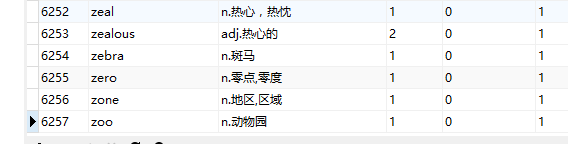 6252 zeal n.热心，热忱 1 0 1
6253 zealous adj.热心的 2 0 1
6254 zebra n.斑马 1 0 1
6255 zero n.零点,零度 1 0 1
6256 zone n.地区,区域 1 0 1
6257 zoo n.动物园 1 0 1